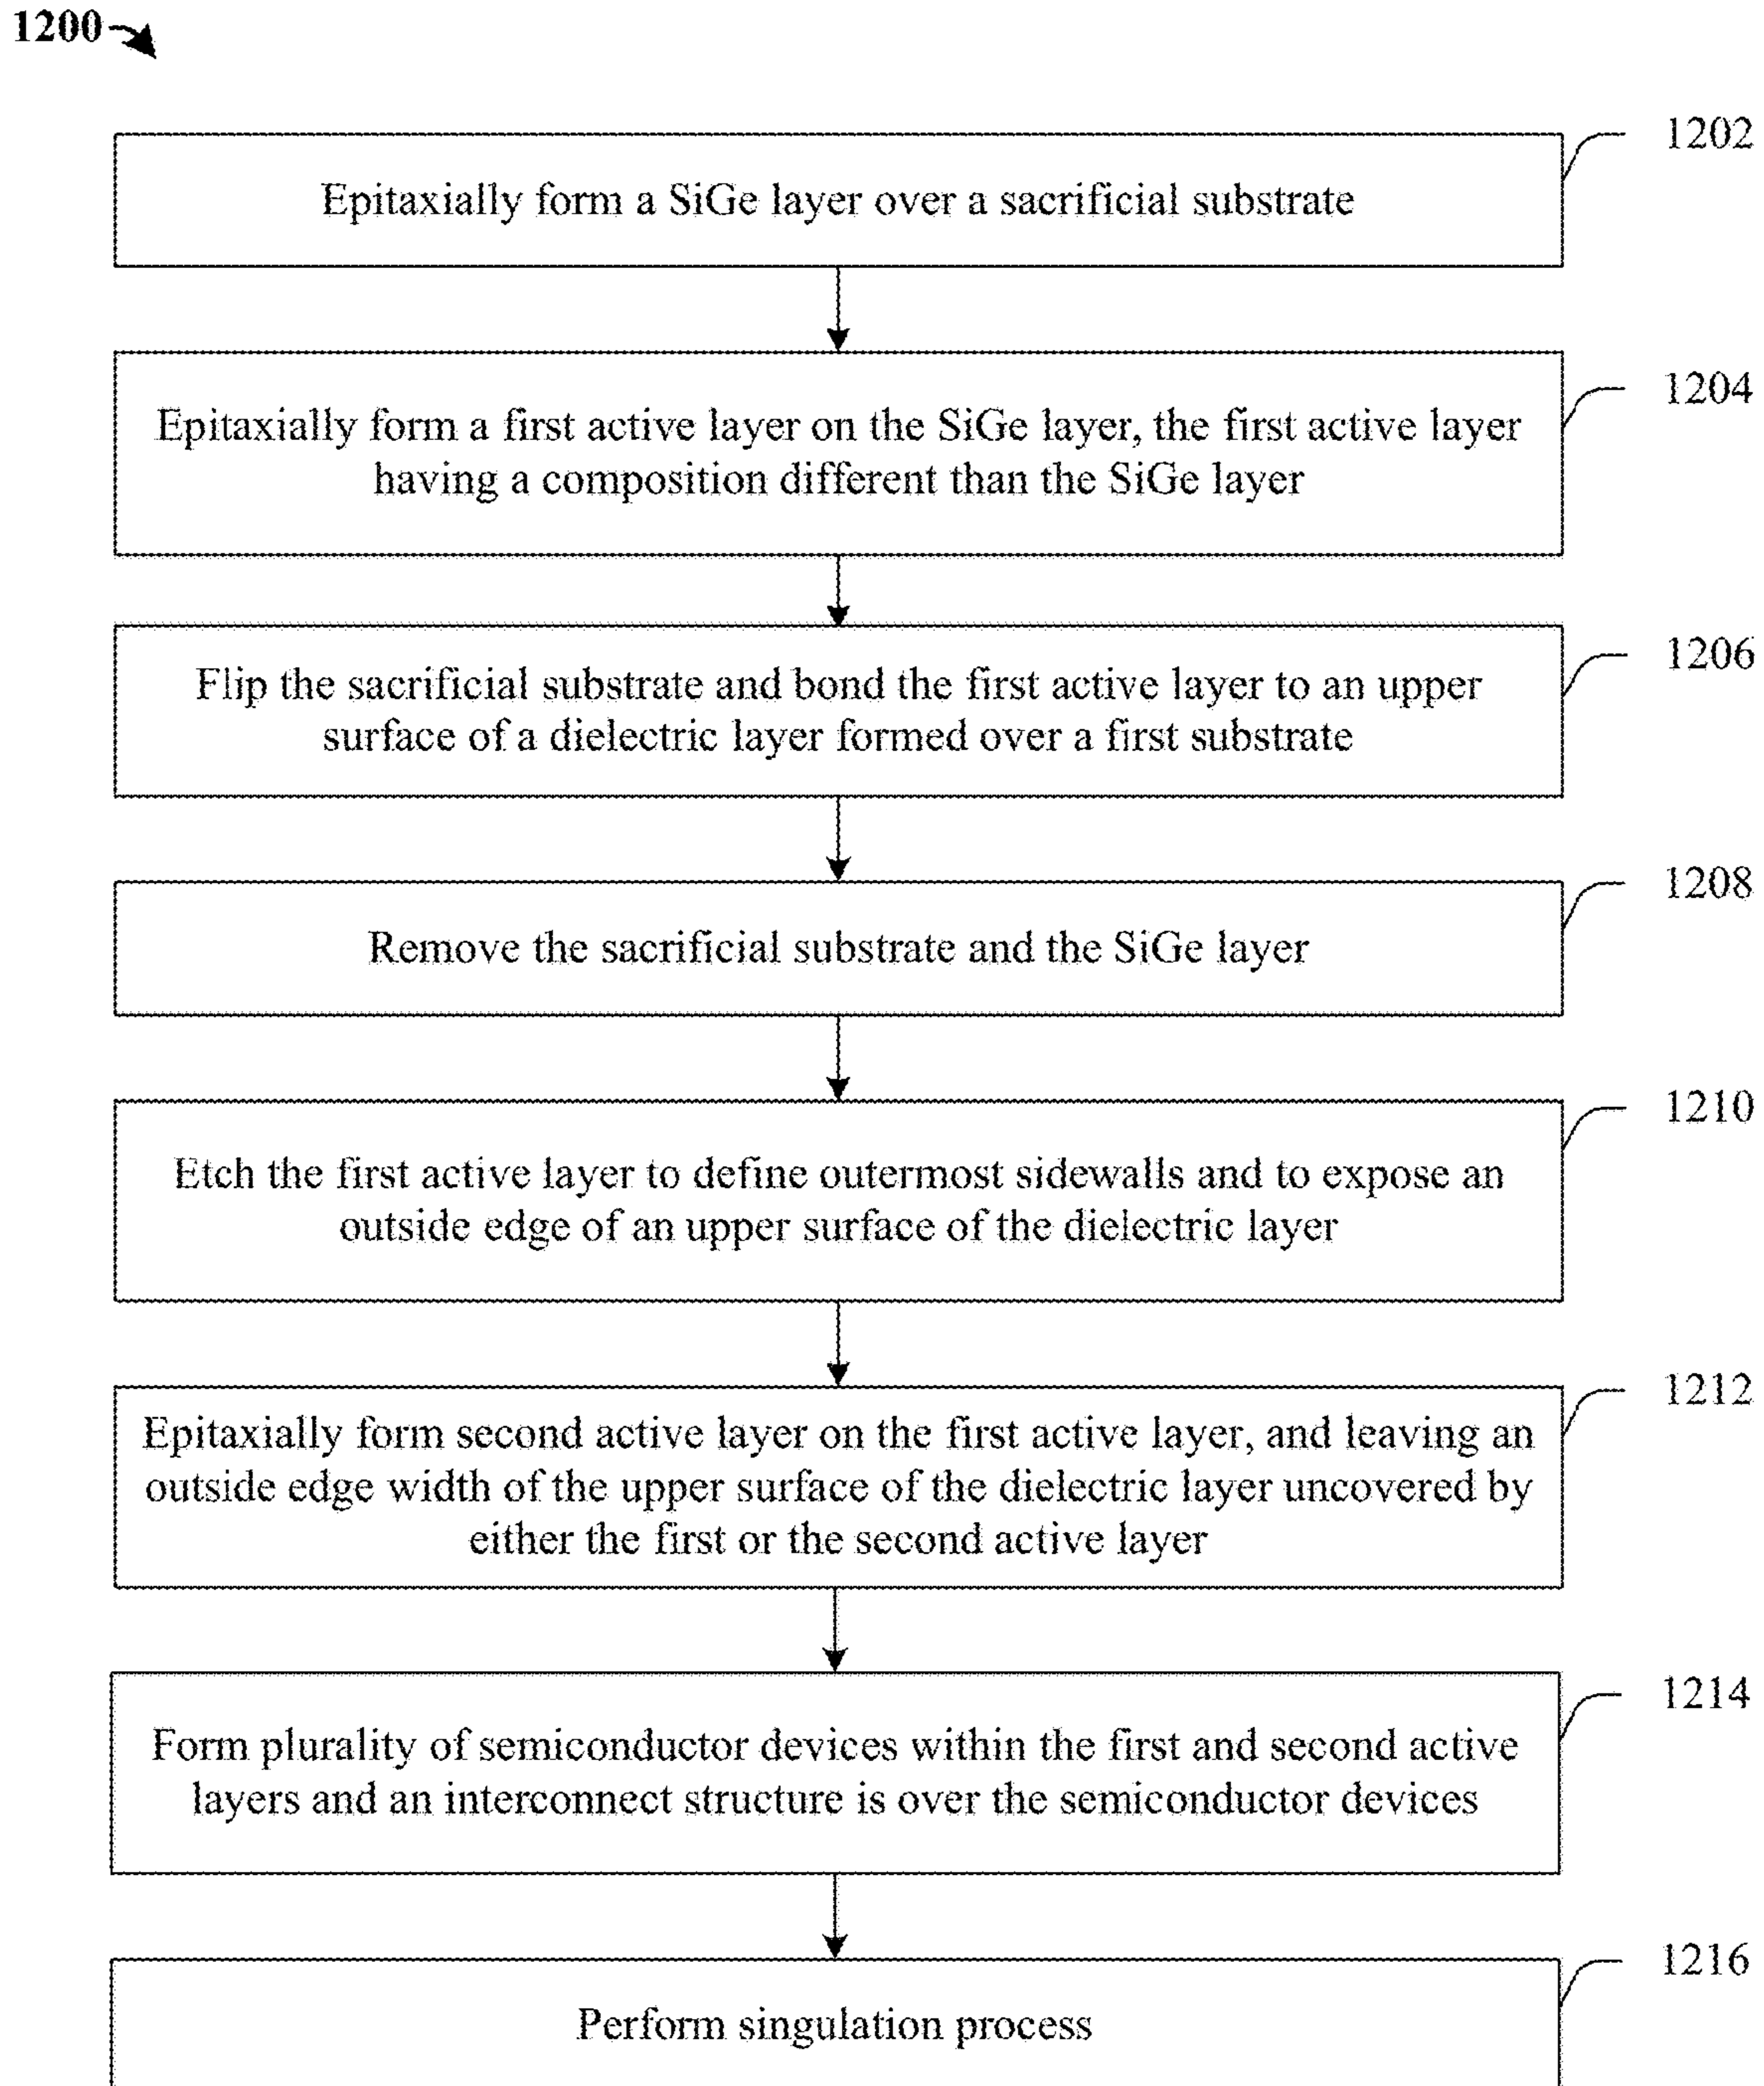 1200
1202
Epitaxially form a SiGe layer over a sacrificial substrate
1204
Epitaxially form a first active layer on the SiGe layer, the first active layer
having a composition different than the SiGe layer
1206
Flip the sacrificial substrate and bond the first active layer to an upper
surface of a dielectric layer formed over a first substrate
1208
Remove the sacrificial substrate and the SiGe layer
1210
Etch the first active layer to define outermost sidewalls and to expose an
outside edge of an upper surface of the dielectric layer
1212
Epitaxially form second active layer on the first active layer, and leaving an
outside edge width of the upper surface of the dielectric layer uncovered by
either the first or the second active layer
1214
Form plurality of semiconductor devices within the first and second active
layers and an interconnect structure is over the semiconductor devices
1216
Perform singulation process